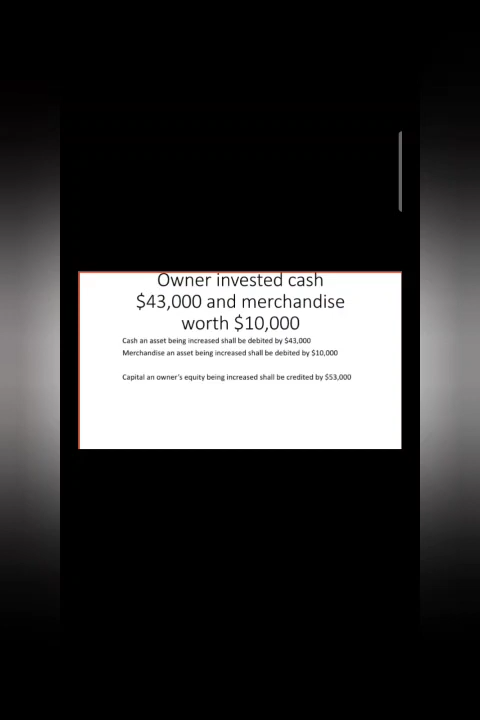 Owner invested cash
$43,000 and merchandise
worth $10,000
Cash an asset being increased shall be debited by $43,000
Merchandise an asset being increased shall be debited by $10,000
Capital an owner's equity being increased shall be credited by $53,000